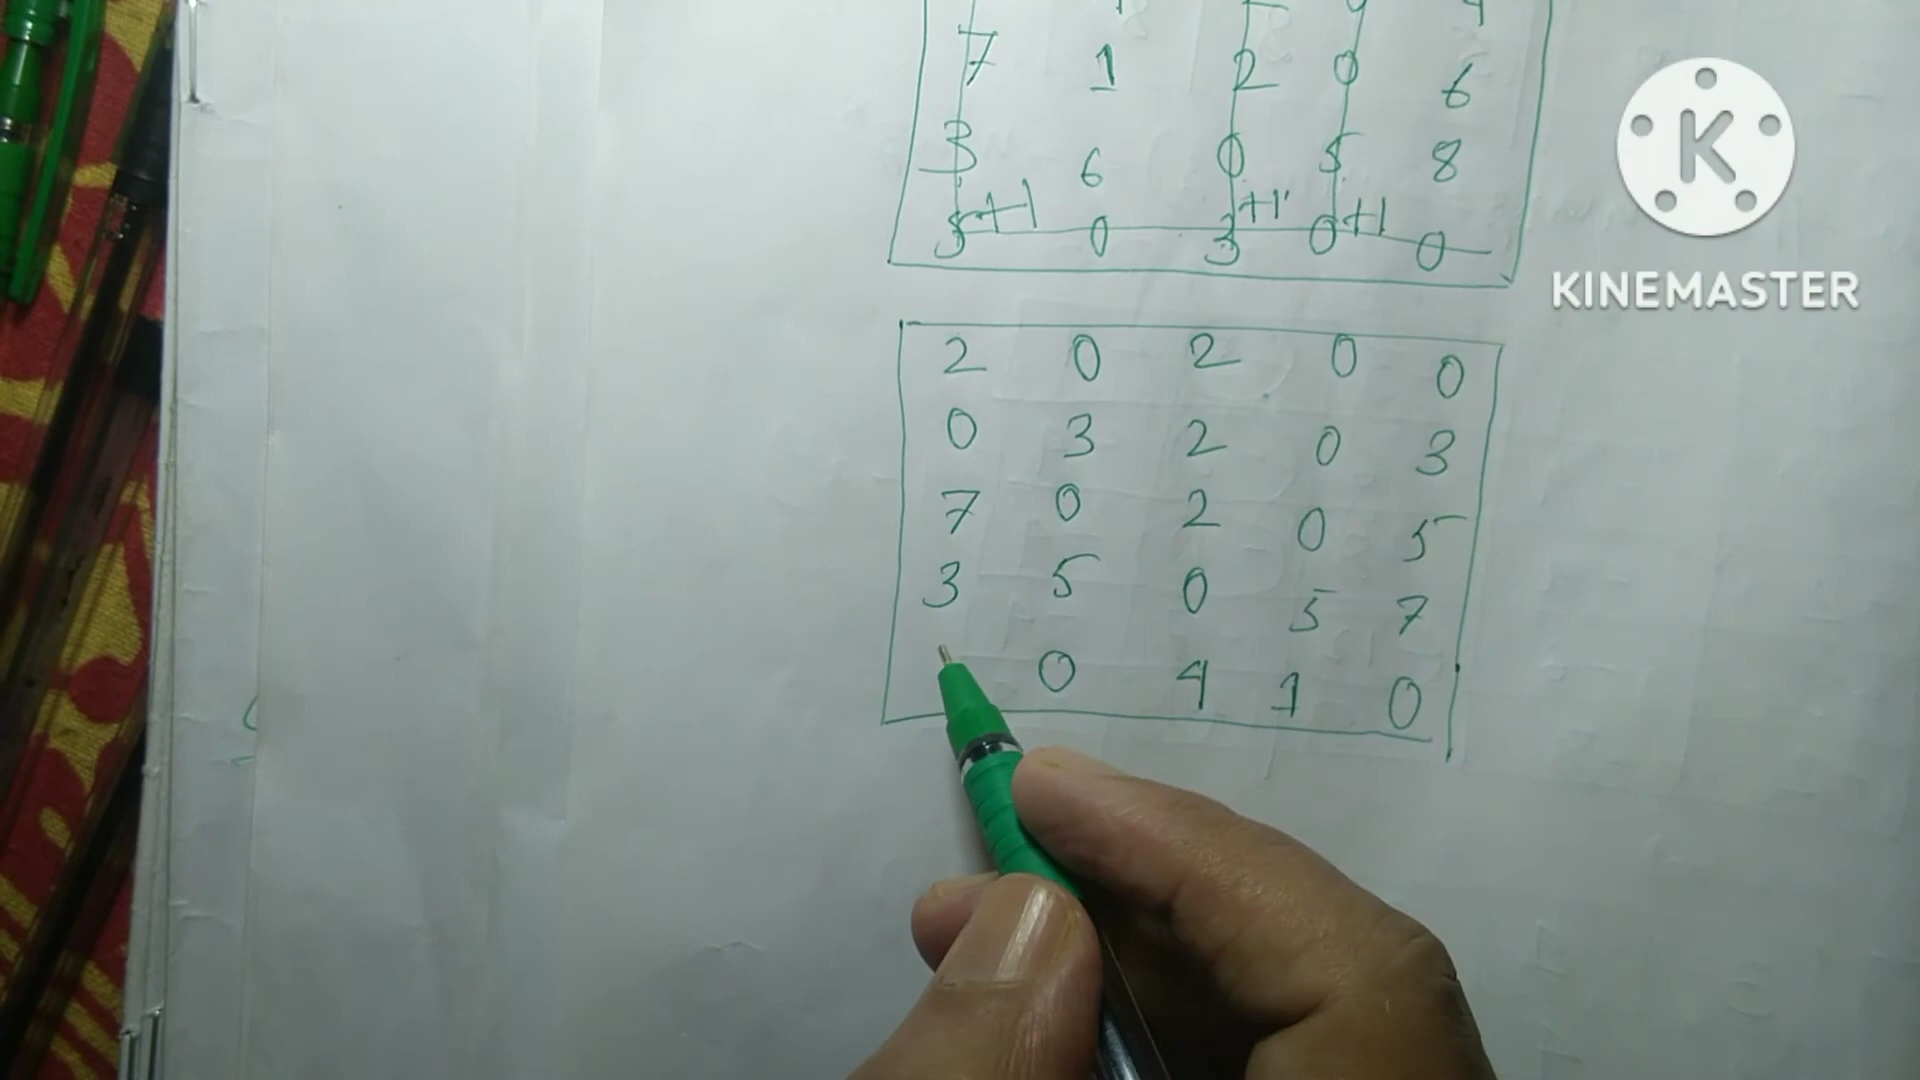 7 1 2 0 6
3 6 0 5 8
5+1 0 3+1 0+1 0
2 0 2 0 0
0 3 2 0 3
7 0 2 0 5
3 5 0 5 7
0 4 1 0
K
KINEMASTER